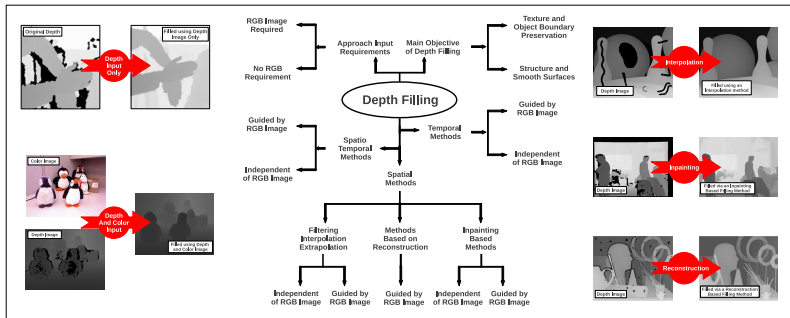 Original Depth
Depth
Input
Only
Filled using Depth
Image Only
Color Image
Depth Image
Depth
And Color
Input
Filled using Depth
and Color Image
RGB Image
Required
No RGB
Requirement
Approach Input
Requirements
Main Objective
of Depth Filling
Texture and
Object Boundary
Preservation
Structure and
Smooth Surfaces
Depth Filling
Guided by
RGB Image
Independent
of RGB Image
Spatio
Temporal
Methods
Temporal
Methods
Guided by
RGB Image
Independent
of RGB Image
Spatial
Methods
Filtering
Interpolation
Extrapolation
Methods
Based on
Reconstruction
Inpainting
Based
Methods
Independent
of RGB Image
Guided by
RGB Image
Guided by
RGB Image
Independent
of RGB Image
Guided by
RGB Image
Depth Image
Interpolation
Filled using an
Interpolation method
Depth Image
Inpainting
Filled via an Inpainting
Based Filling Method
Depth Image
Reconstruction
Filled via a Reconstruction
Based Filling Method